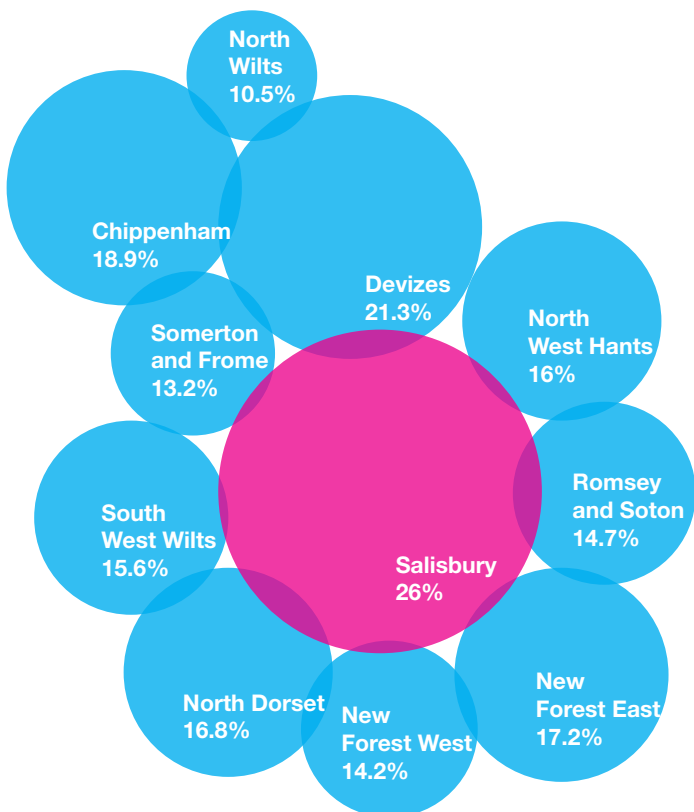 North
Wilts
10.5%
Chippenham
18.9%
Devizes
21.3%
Somerton
and Frome
13.2%
North
West Hants
16%
South
West Wilts
15.6%
Romsey
and Soton
14.7%
Salisbury
26%
North Dorset
16.8%
New
Forest West
14.2%
New
Forest East
17.2%